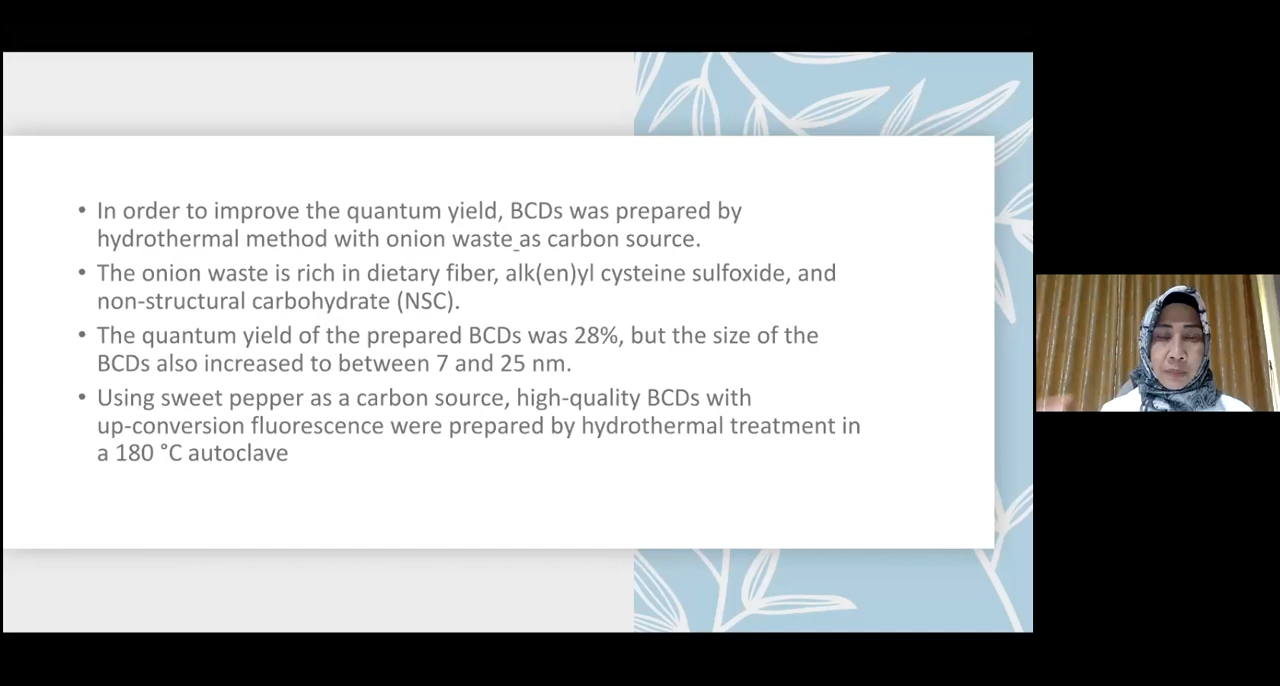 • In order to improve the quantum yield, BCDs was prepared by
hydrothermal method with onion waste as carbon source.
• The onion waste is rich in dietary fiber, alk(en)yl cysteine sulfoxide, and
non-structural carbohydrate (NSC).
• The quantum yield of the prepared BCDs was 28%, but the size of the
BCDs also increased to between 7 and 25 nm.
• Using sweet pepper as a carbon source, high-quality BCDs with
up-conversion fluorescence were prepared by hydrothermal treatment in
a 180 °C autoclave